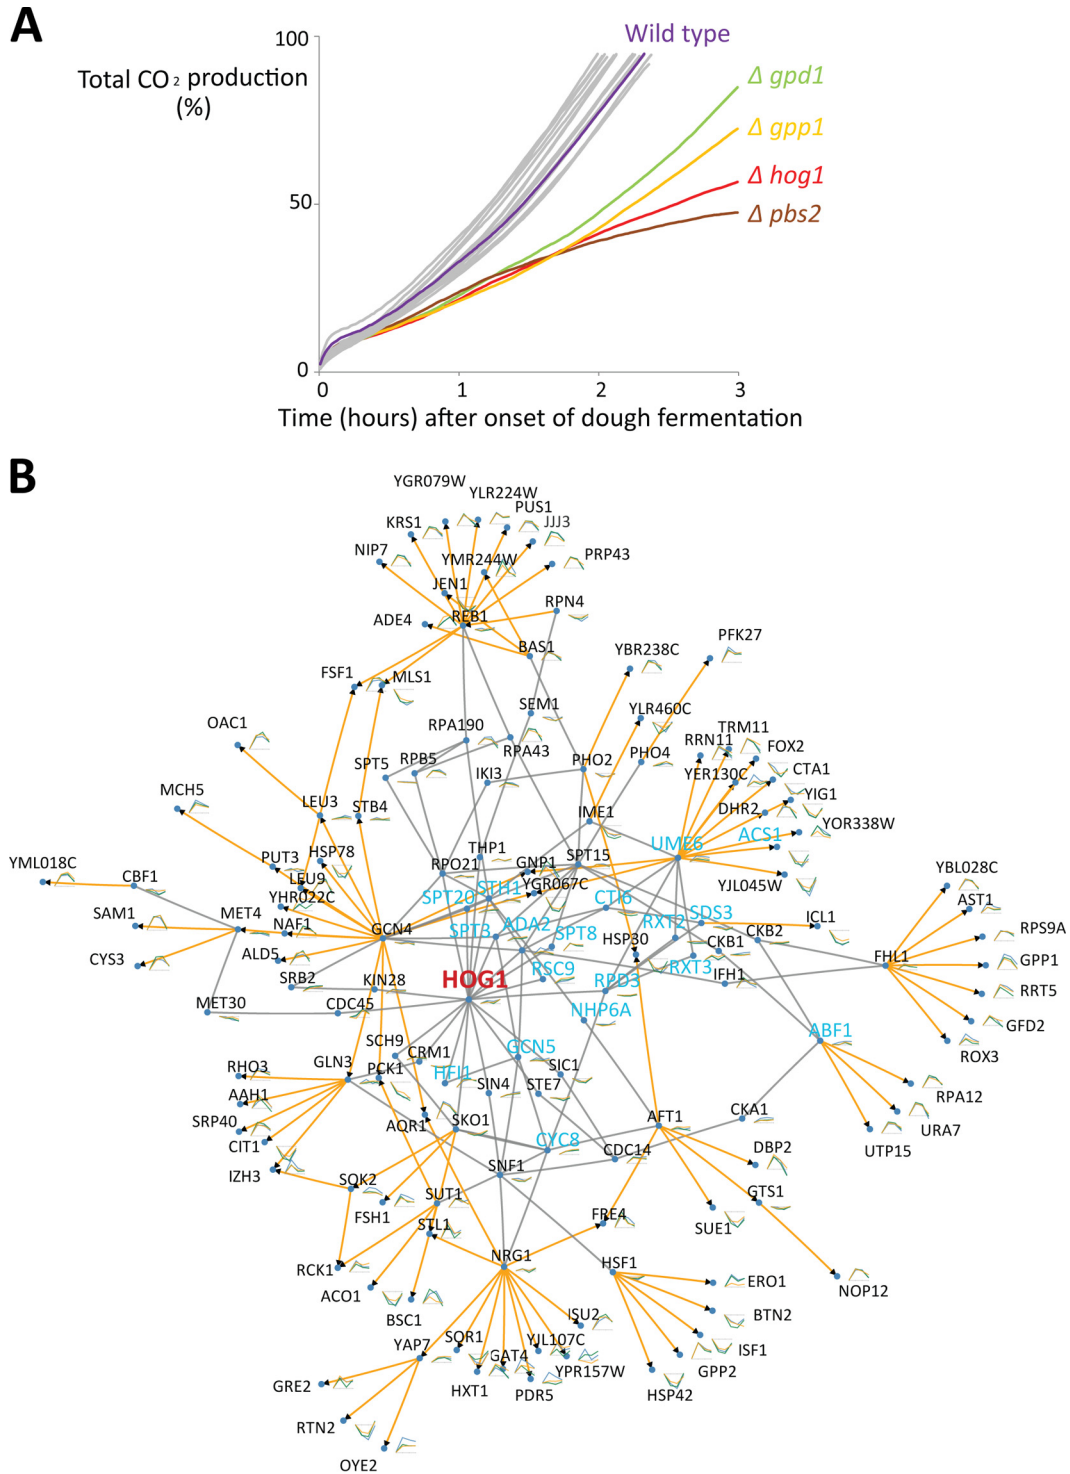 A
100
Wild type
Total CO 2 production
(%)
Δ gpd1
Δ gpp1
Δ hog1
50
Δ pbs2
0
0 1 2 3
Time (hours) after onset of dough fermentation
B
YGR079W
YLR224W
KRS1
PUS1
JJJ3
NIP7
YMR244W
PRP43
JEN1
ADE4
REB1
RPN4
BAS1
YBR238C
PFK27
FSF1
MLS1
OAC1
RPA190
SEM1
YLR460C
SPT5
RPB5
RPA43
PHO2
PHO4
RRN11
TRM11
FOX2
IKI3
YER130C
CTA1
MCH5
LEU3
STB4
IME1
DHR2
YIG1
YOR338W
UME6
ACS1
THP1
HSP78
PUT3
RPO21
GNP1
SPT15
YML018C
CBF1
LEU9
YGR067C
YJL045W
YBL028C
SPT20
STH1
AST1
YHR022C
CTI6
SAM1
MET4
NAF1
GCN4
SPT3
ADA2
SPT8
RXT2
SDS3
ICL1
RPS9A
HSP30
CKB1
CKB2
CYS3
ALD5
FHL1
GPP1
SRB2
KIN28
HOG1
RSC9
RPD3
RXT3
IFH1
RRT5
MET30
CDC45
NHP6A
ABF1
GFD2
ROX3
SCH9
CRM1
GCN5
GLN3
PCK1
HFI1
SIC1
RHO3
SIN4
STE7
AAH1
RPA12
SRP40
AQR1
SKO1
AFT1
CKA1
URA7
CIT1
CYC8
CDC14
DBP2
UTP15
IZH3
SNF1
SOK2
SUT1
GTS1
FSH1
STL1
FRE4
SUE1
RCK1
NRG1
HSF1
ERO1
NOP12
ACO1
BSC1
ISU2
BTN2
YAP7
SQR1
YJL107C
ISF1
GAT4
YPR157W
GPP2
GRE2
HXT1
PDR5
HSP42
RTN2
OYE2